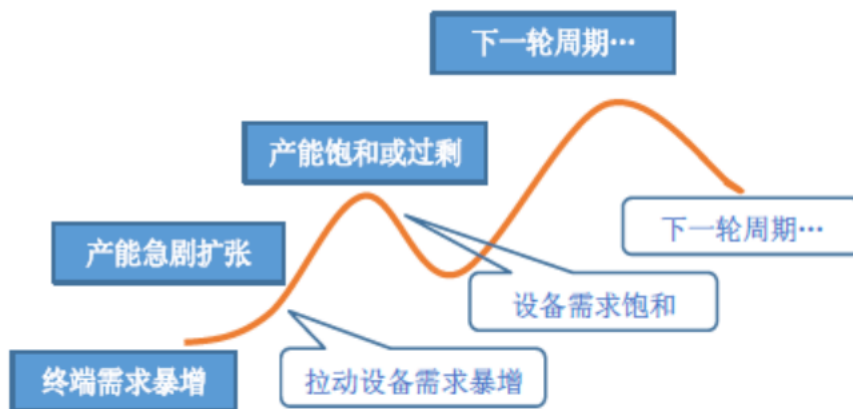 下一轮周期…
产能饱和或过剩
产能急剧扩张
下一轮周期…
设备需求饱和
终端需求暴增
拉动设备需求暴增